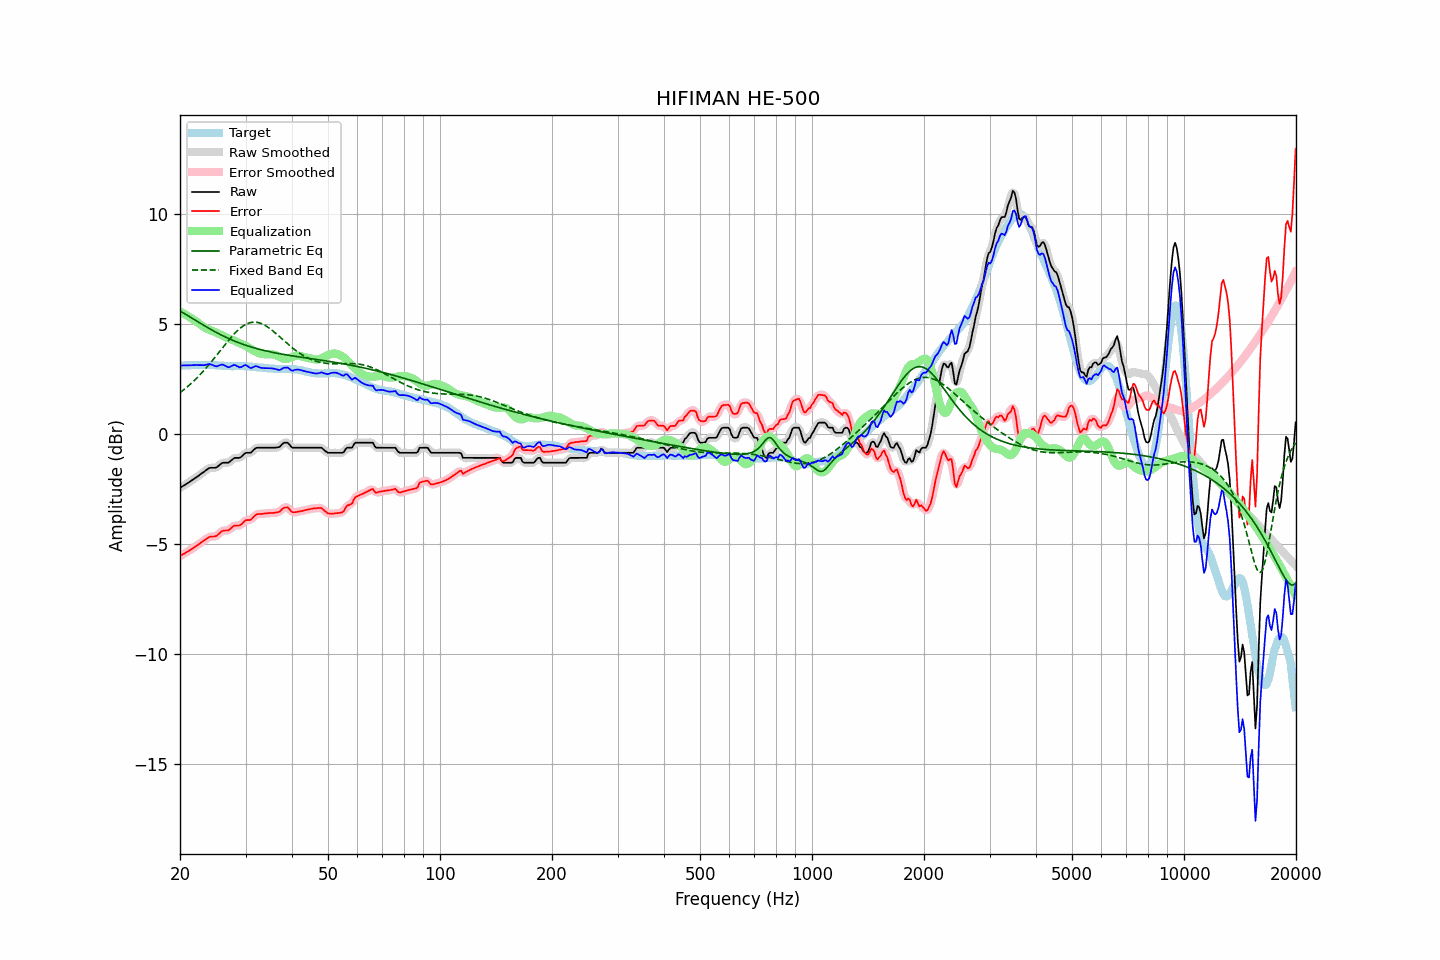 HIFIMAN HE-500
Target
Raw Smoothed
Error Smoothed
Raw
Error
Equalization
Parametric Eq
Fixed Band Eq
Equalized
10
5
0
−5
−10
−15
Amplitude (dBr)
20 50 100 200 500 1000 2000 5000 10000 20000
Frequency (Hz)